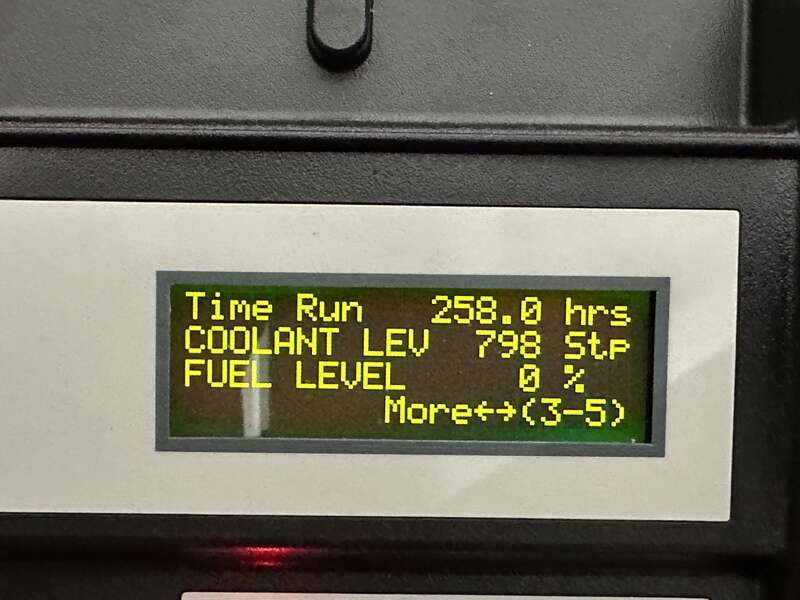 Time Run 258.0 hrs
COOLANT LEV 798 Stp
FUEL LEVEL 0 %
More←→(3-5)